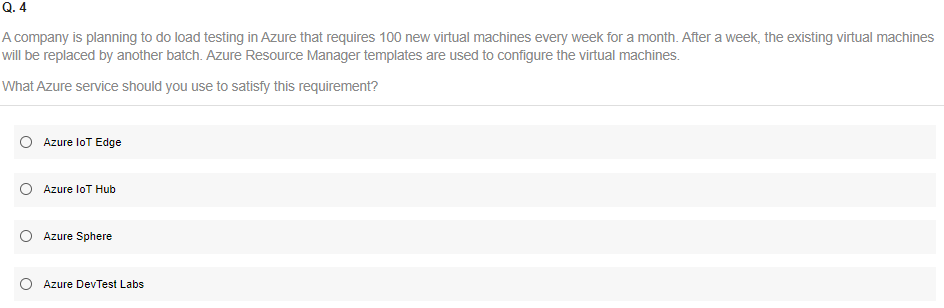 Q. 4
A company is planning to do load testing in Azure that requires 100 new virtual machines every week for a month. After a week, the existing virtual machines
will be replaced by another batch. Azure Resource Manager templates are used to configure the virtual machines.
What Azure service should you use to satisfy this requirement?
Azure IoT Edge
Azure IoT Hub
Azure Sphere
Azure DevTest Labs